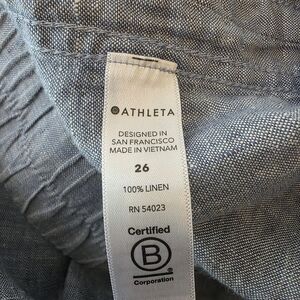 ATHLETA
DESIGNED IN
SAN FRANCISCO
MADE IN VIETNAM
26
100% LINEN
RN 54023
Certified
B
Corporation